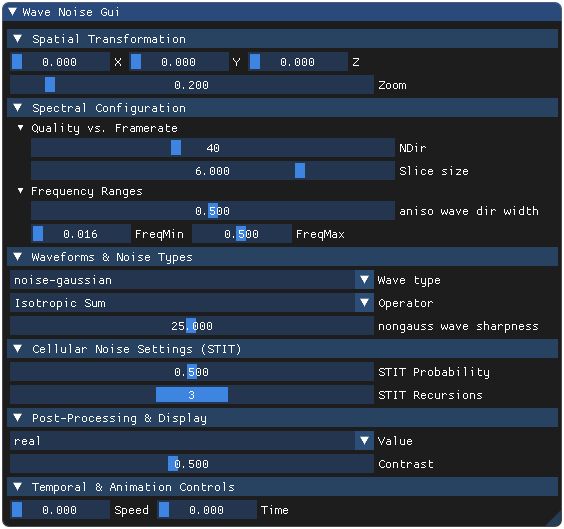 Wave Noise Gui
Spatial Transformation
0.000 X 0.000 Y 0.000 Z
0.200 Zoom
Spectral Configuration
Quality vs. Framerate
40 NDir
6.000 Slice size
Frequency Ranges
0.500 aniso wave dir width
0.016 FreqMin 0.500 FreqMax
Waveforms & Noise Types
noise-gaussian Wave type
Isotropic Sum Operator
25.000 nongauss wave sharpness
Cellular Noise Settings (STIT)
0.500 STIT Probability
3 STIT Recursions
Post-Processing & Display
real Value
0.500 Contrast
Temporal & Animation Controls
0.000 Speed 0.000 Time